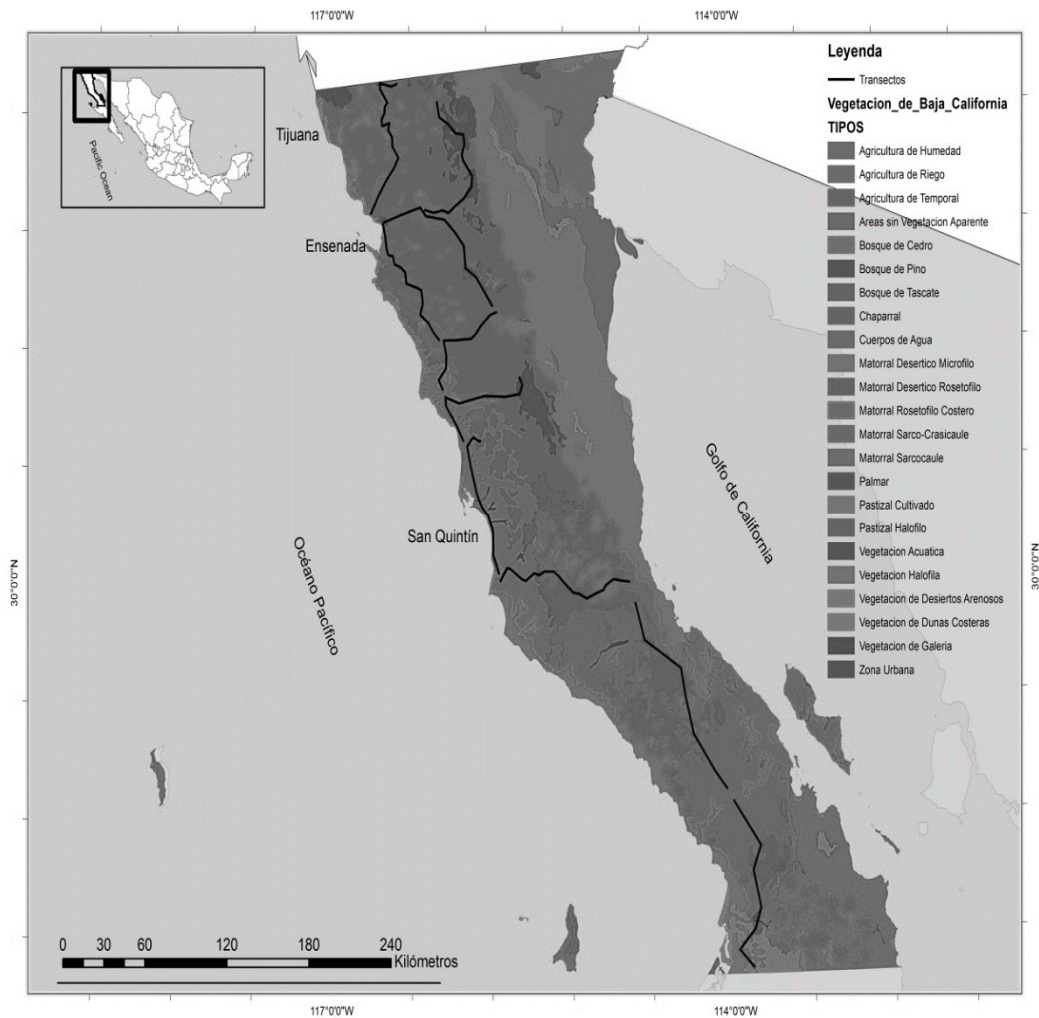 117°0'0"W
114°0'0"W
Pacific Ocean
Tijuana
Ensenada
San Quintín
Océano Pacífico
Golfo de California
30°0'0"N
30°0'0"N
Leyenda
Transectos
Vegetacion_de_Baja_California
TIPOS
Agricultura de Humedad
Agricultura de Riego
Agricultura de Temporal
Areas sin Vegetacion Aparente
Bosque de Cedro
Bosque de Pino
Bosque de Tascate
Chaparral
Cuerpos de Agua
Matorral Desertico Microfilo
Matorral Desertico Rosetofilo
Matorral Rosetofilo Costero
Matorral Sarco-Crasicaule
Matorral Sarcocaule
Palmar
Pastizal Cultivado
Pastizal Halofilo
Vegetacion Acuatica
Vegetacion Halofila
Vegetacion de Desiertos Arenosos
Vegetacion de Dunas Costeras
Vegetacion de Galeria
Zona Urbana
0 30 60 120 180 240
Kilómetros
117°0'0"W
114°0'0"W